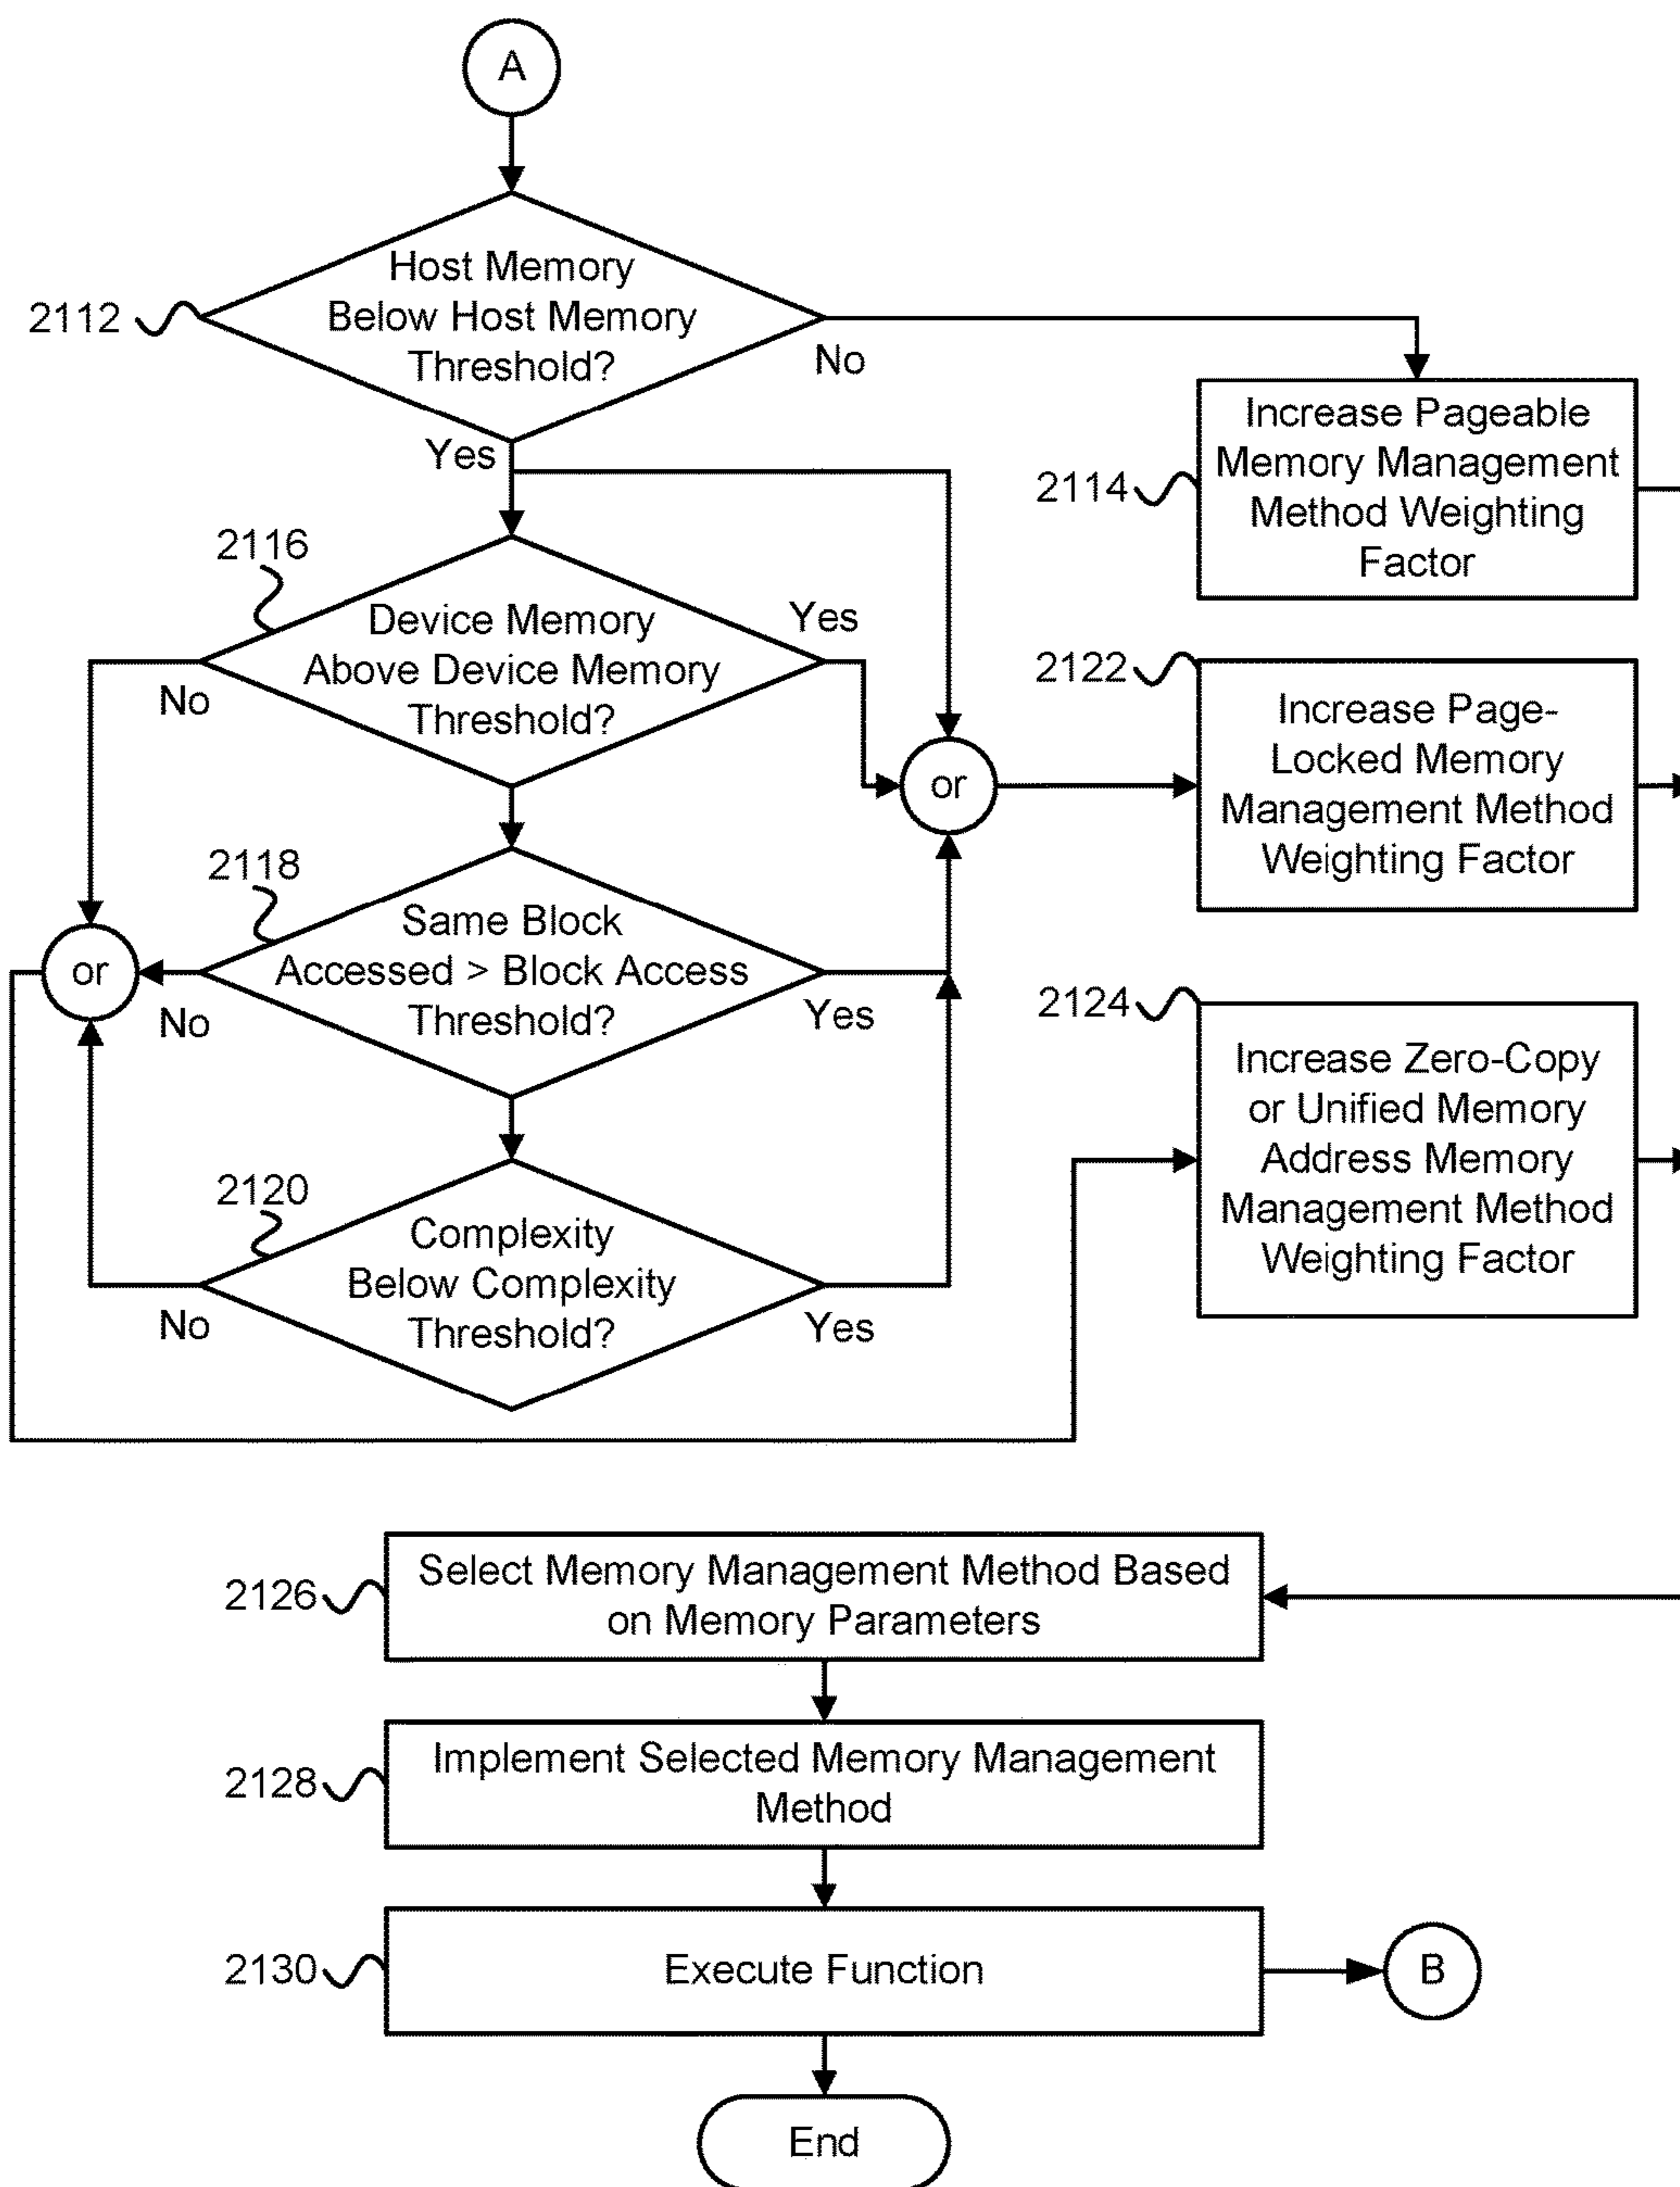 A
Host Memory
Below Host Memory
Threshold?
2112
No
Yes
Increase Pageable
Memory Management
Method Weighting
Factor
2114
2116
Device Memory
Above Device Memory
Threshold?
Yes
No
2122
Increase Page-
Locked Memory
Management Method
Weighting Factor
or
2118
Same Block
Accessed > Block Access
Threshold?
or
No
Yes
2124
Increase Zero-Copy
or Unified Memory
Address Memory
Management Method
Weighting Factor
2120
Complexity
Below Complexity
Threshold?
No
Yes
2126
Select Memory Management Method Based
on Memory Parameters
2128
Implement Selected Memory Management
Method
2130
Execute Function
B
End